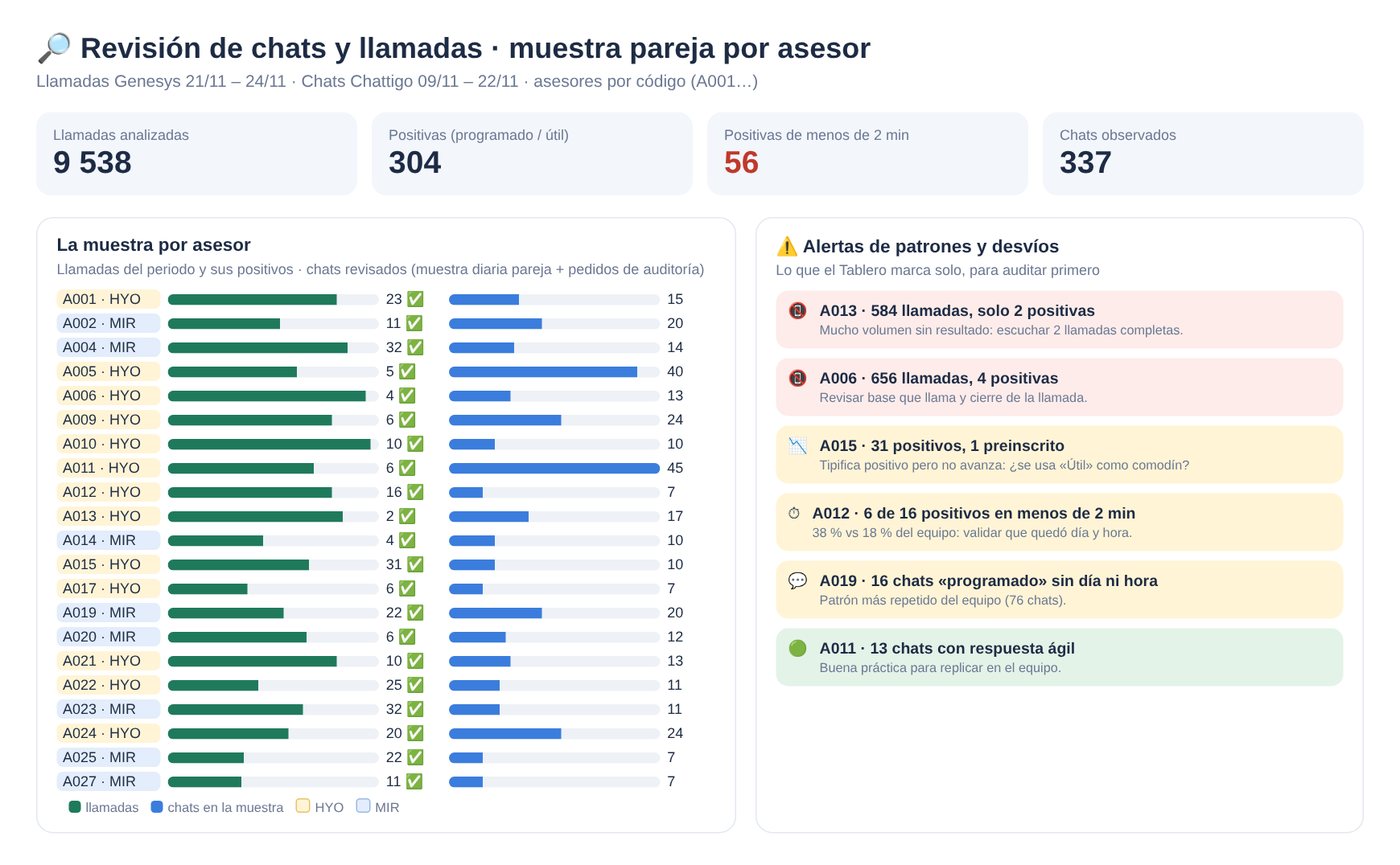 🔎 Revisión de chats y llamadas · muestra pareja por asesor
Llamadas Genesys 21/11 – 24/11 · Chats Chattigo 09/11 – 22/11 · asesores por código (A001…)
Llamadas analizadas
9 538
Positivas (programado / útil)
304
Positivas de menos de 2 min
56
Chats observados
337
La muestra por asesor
Llamadas del periodo y sus positivos · chats revisados (muestra diaria pareja + pedidos de auditoría)
A001 · HYO 23 ✅ 15
A002 · MIR 11 ✅ 20
A004 · MIR 32 ✅ 14
A005 · HYO 5 ✅ 40
A006 · HYO 4 ✅ 13
A009 · HYO 6 ✅ 24
A010 · HYO 10 ✅ 10
A011 · HYO 6 ✅ 45
A012 · HYO 16 ✅ 7
A013 · HYO 2 ✅ 17
A014 · MIR 4 ✅ 10
A015 · HYO 31 ✅ 10
A017 · HYO 6 ✅ 7
A019 · MIR 22 ✅ 20
A020 · MIR 6 ✅ 12
A021 · HYO 10 ✅ 13
A022 · HYO 25 ✅ 11
A023 · MIR 32 ✅ 11
A024 · HYO 20 ✅ 24
A025 · MIR 22 ✅ 7
A027 · MIR 11 ✅ 7
llamadas chats en la muestra HYO MIR
⚠️ Alertas de patrones y desvíos
Lo que el Tablero marca solo, para auditar primero
📵 A013 · 584 llamadas, solo 2 positivas
Mucho volumen sin resultado: escuchar 2 llamadas completas.
📵 A006 · 656 llamadas, 4 positivas
Revisar base que llama y cierre de la llamada.
📉 A015 · 31 positivos, 1 preinscrito
Tipifica positivo pero no avanza: ¿se usa «Útil» como comodín?
⏱ A012 · 6 de 16 positivos en menos de 2 min
38 % vs 18 % del equipo: validar que quedó día y hora.
💬 A019 · 16 chats «programado» sin día ni hora
Patrón más repetido del equipo (76 chats).
🟢 A011 · 13 chats con respuesta ágil
Buena práctica para replicar en el equipo.